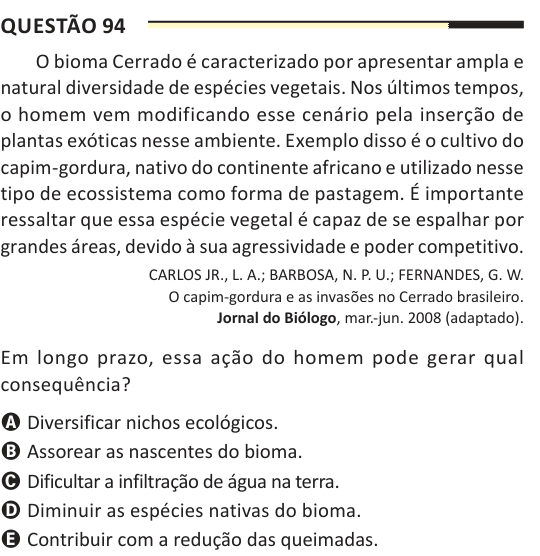 QUESTÃO 94
O bioma Cerrado é caracterizado por apresentar ampla e
natural diversidade de espécies vegetais. Nos últimos tempos,
o homem vem modificando esse cenário pela inserção de
plantas exóticas nesse ambiente. Exemplo disso é o cultivo do
capim-gordura, nativo do continente africano e utilizado nesse
tipo de ecossistema como forma de pastagem. É importante
ressaltar que essa espécie vegetal é capaz de se espalhar por
grandes áreas, devido à sua agressividade e poder competitivo.
CARLOS JR., L. A.; BARBOSA, N. P. U.; FERNANDES, G. W.
O capim-gordura e as invasões no Cerrado brasileiro.
Jornal do Biólogo, mar.-jun. 2008 (adaptado).
Em longo prazo, essa ação do homem pode gerar qual
consequência?
A Diversificar nichos ecológicos.
B Assorear as nascentes do bioma.
C Dificultar a infiltração de água na terra.
D Diminuir as espécies nativas do bioma.
E Contribuir com a redução das queimadas.